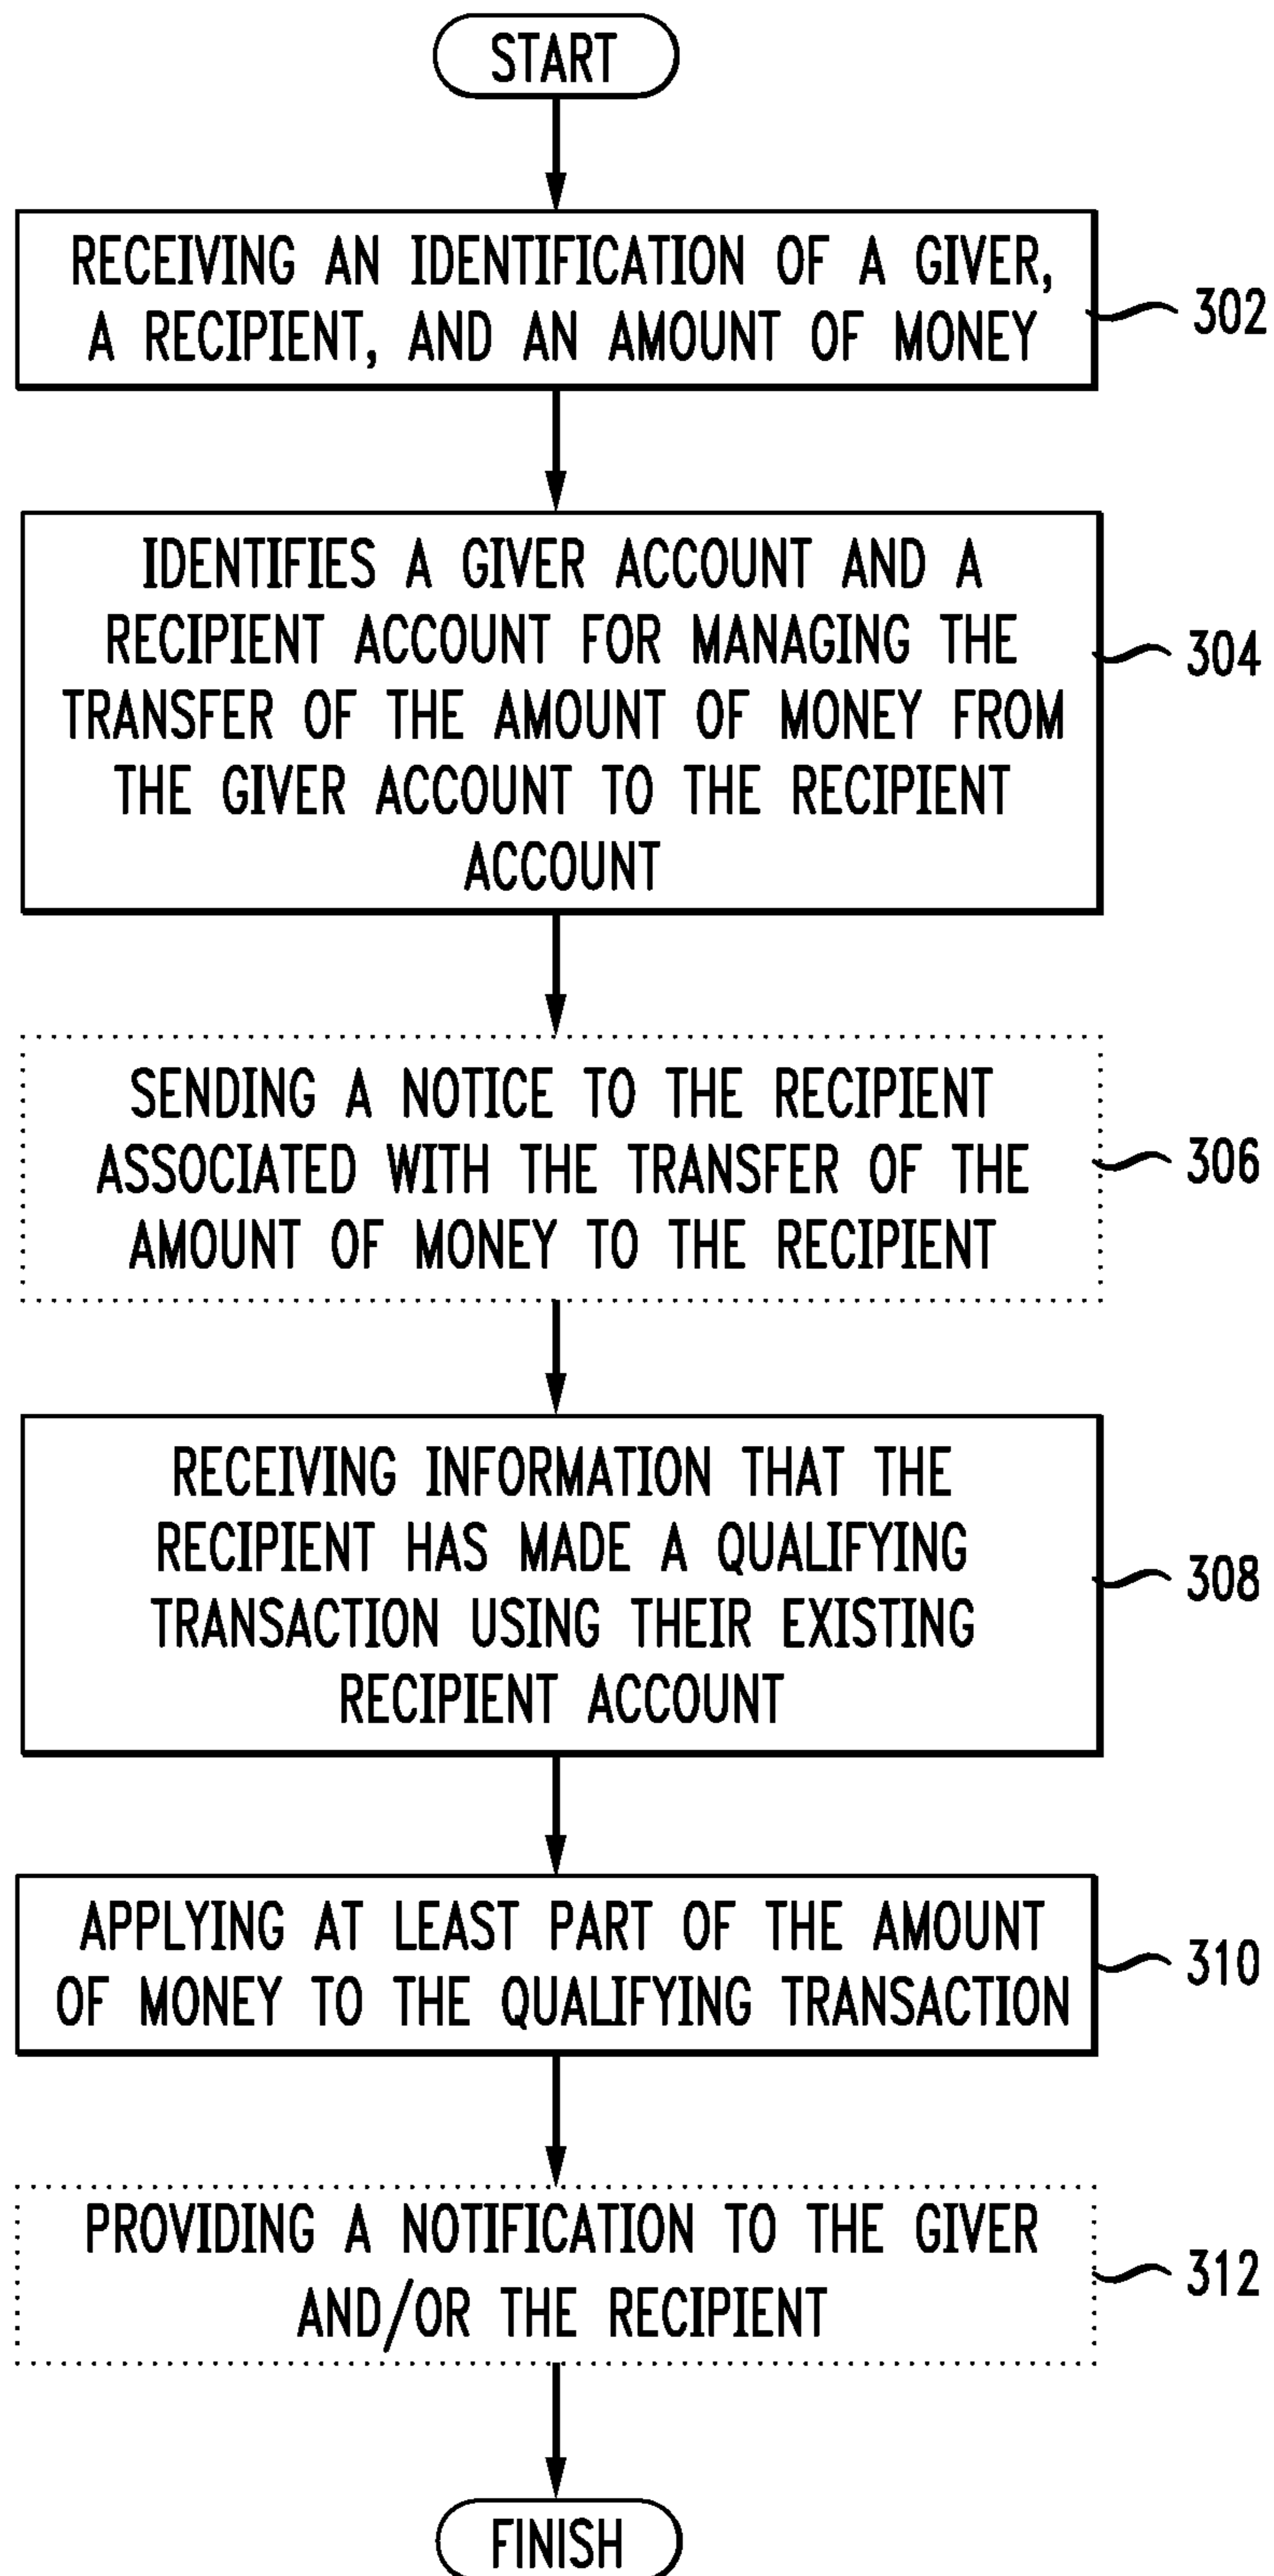 START
RECEIVING AN IDENTIFICATION OF A GIVER,
A RECIPIENT, AND AN AMOUNT OF MONEY
302
IDENTIFIES A GIVER ACCOUNT AND A
RECIPIENT ACCOUNT FOR MANAGING THE
TRANSFER OF THE AMOUNT OF MONEY FROM
THE GIVER ACCOUNT TO THE RECIPIENT
ACCOUNT
304
SENDING A NOTICE TO THE RECIPIENT
ASSOCIATED WITH THE TRANSFER OF THE
AMOUNT OF MONEY TO THE RECIPIENT
306
RECEIVING INFORMATION THAT THE
RECIPIENT HAS MADE A QUALIFYING
TRANSACTION USING THEIR EXISTING
RECIPIENT ACCOUNT
308
APPLYING AT LEAST PART OF THE AMOUNT
OF MONEY TO THE QUALIFYING TRANSACTION
310
PROVIDING A NOTIFICATION TO THE GIVER
AND/OR THE RECIPIENT
312
FINISH